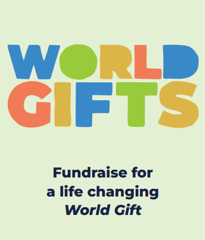 WORLD
GIFTS
Fundraise for
a life changing
World Gift